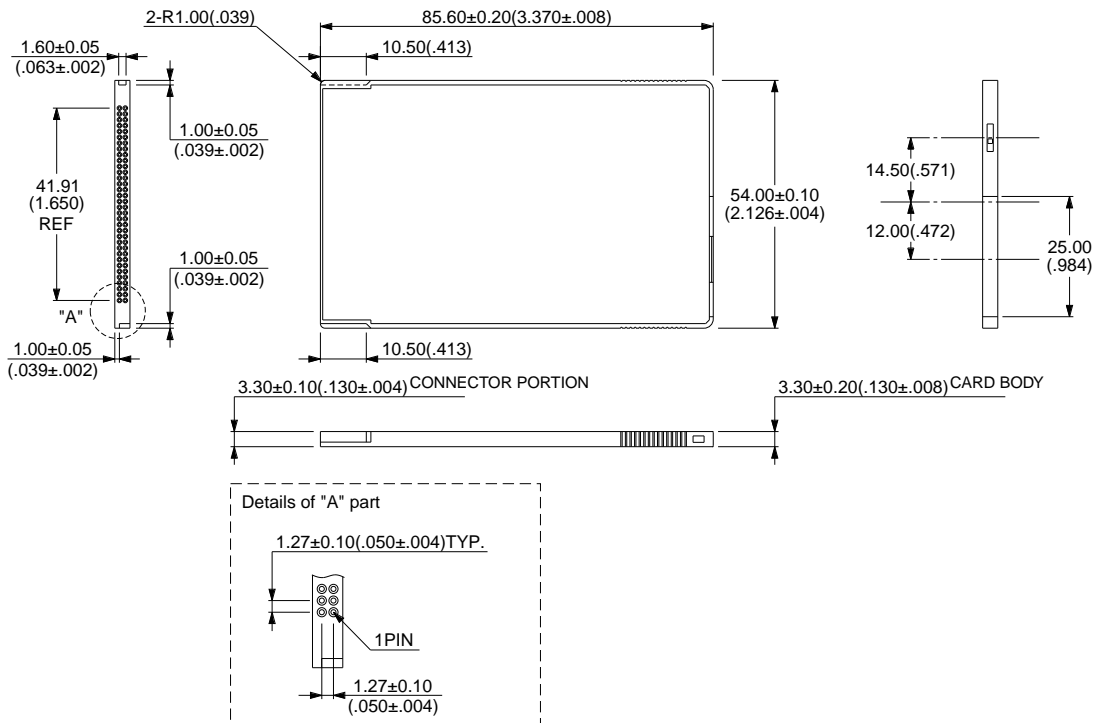 2-R1.00(.039)
85.60±0.20(3.370±.008)
1.60±0.05
(.063±.002)
10.50(.413)
1.00±0.05
(.039±.002)
41.91
(1.650)
REF
14.50(.571)
54.00±0.10
(2.126±.004)
12.00(.472)
25.00
(.984)
1.00±0.05
(.039±.002)
"A"
1.00±0.05
(.039±.002)
10.50(.413)
3.30±0.10(.130±.004) CONNECTOR PORTION
3.30±0.20(.130±.008) CARD BODY
Details of "A" part
1.27±0.10(.050±.004)TYP.
1PIN
1.27±0.10
(.050±.004)